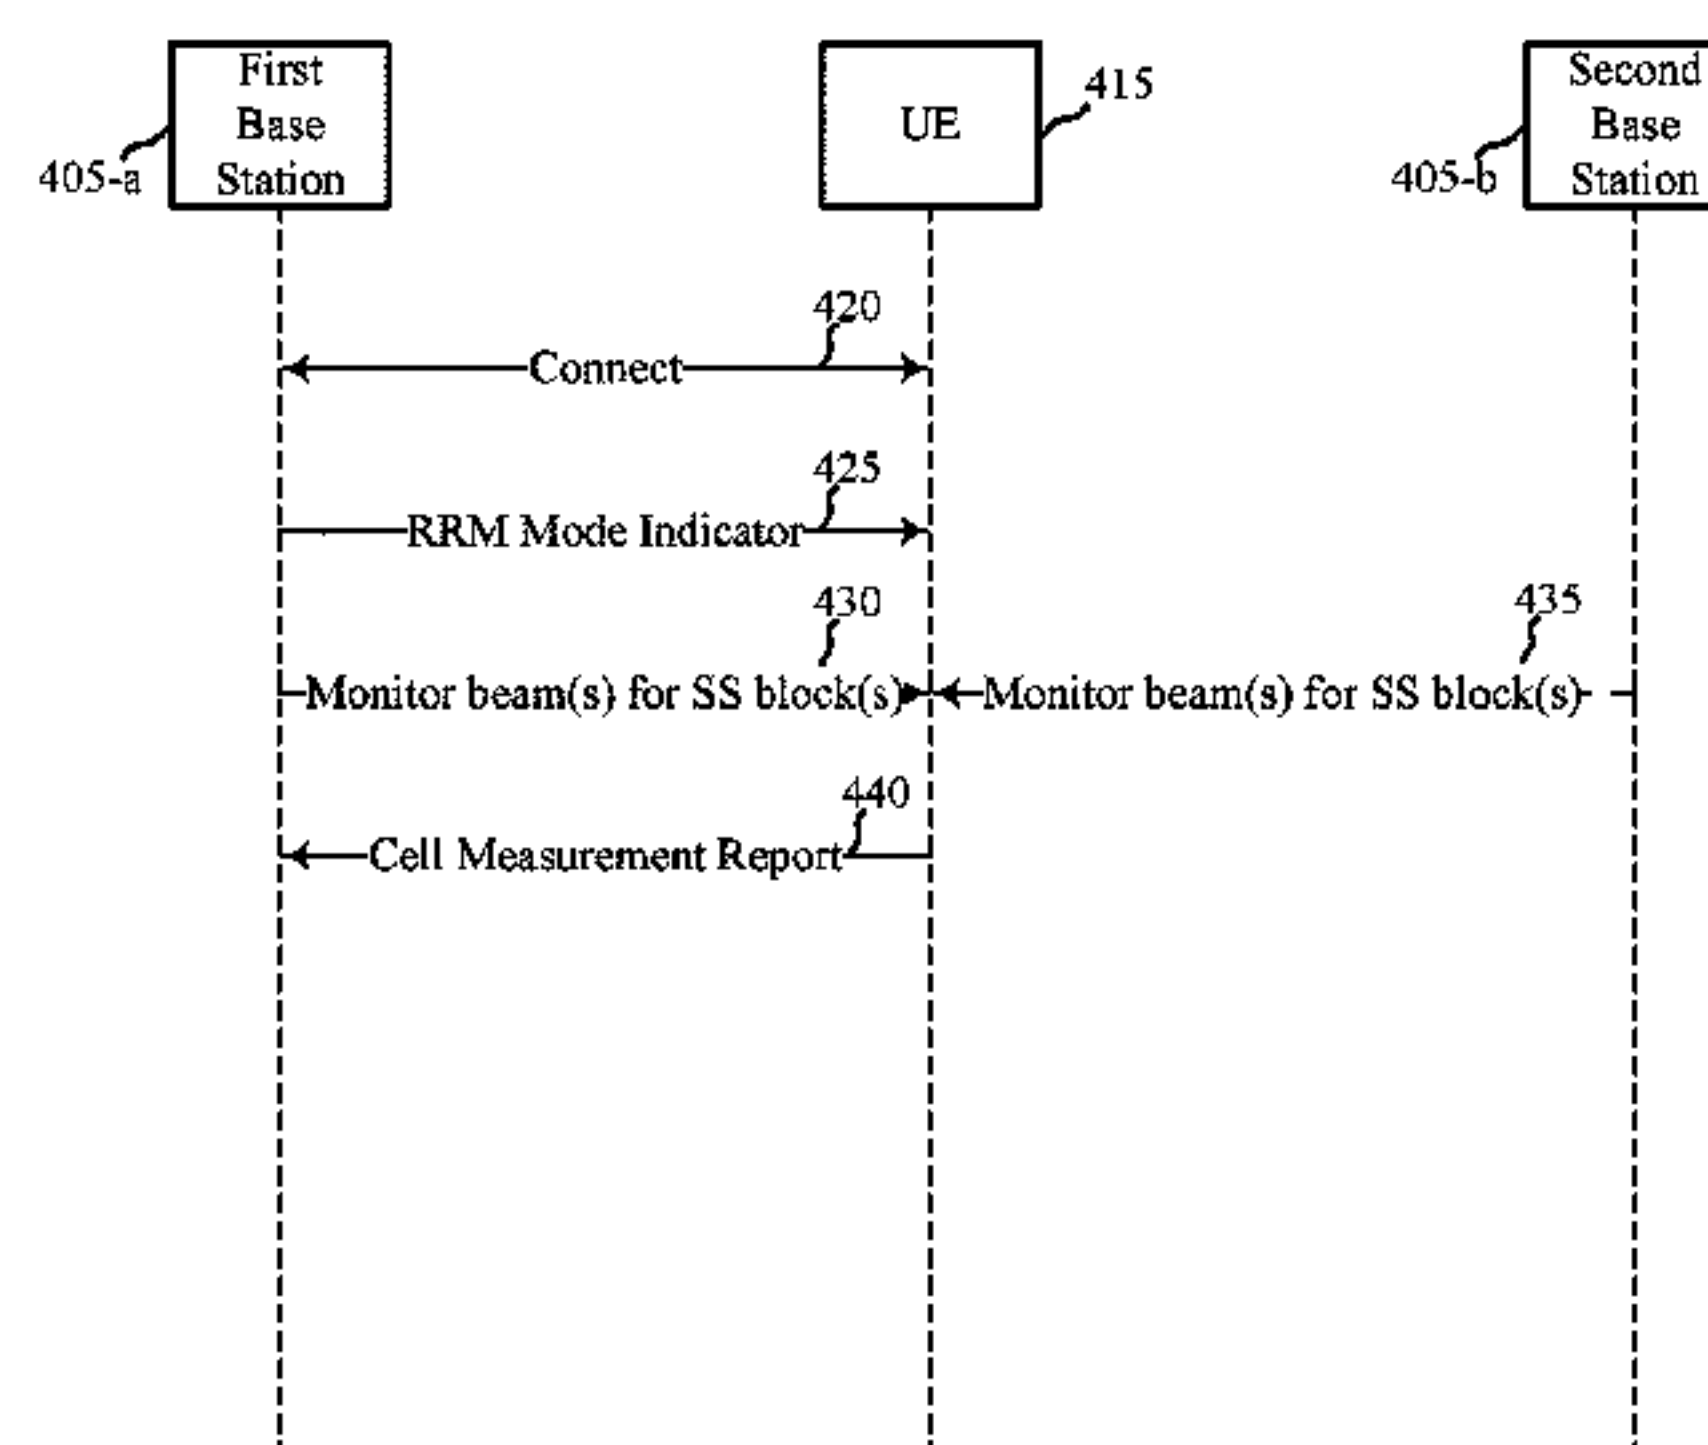 First
Base
Station
405-a
UE
415
Second
Base
Station
405-b
420
Connect
425
RRM Mode Indicator
430
Monitor beam(s) for SS block(s)
435
Monitor beam(s) for SS block(s)
440
Cell Measurement Report